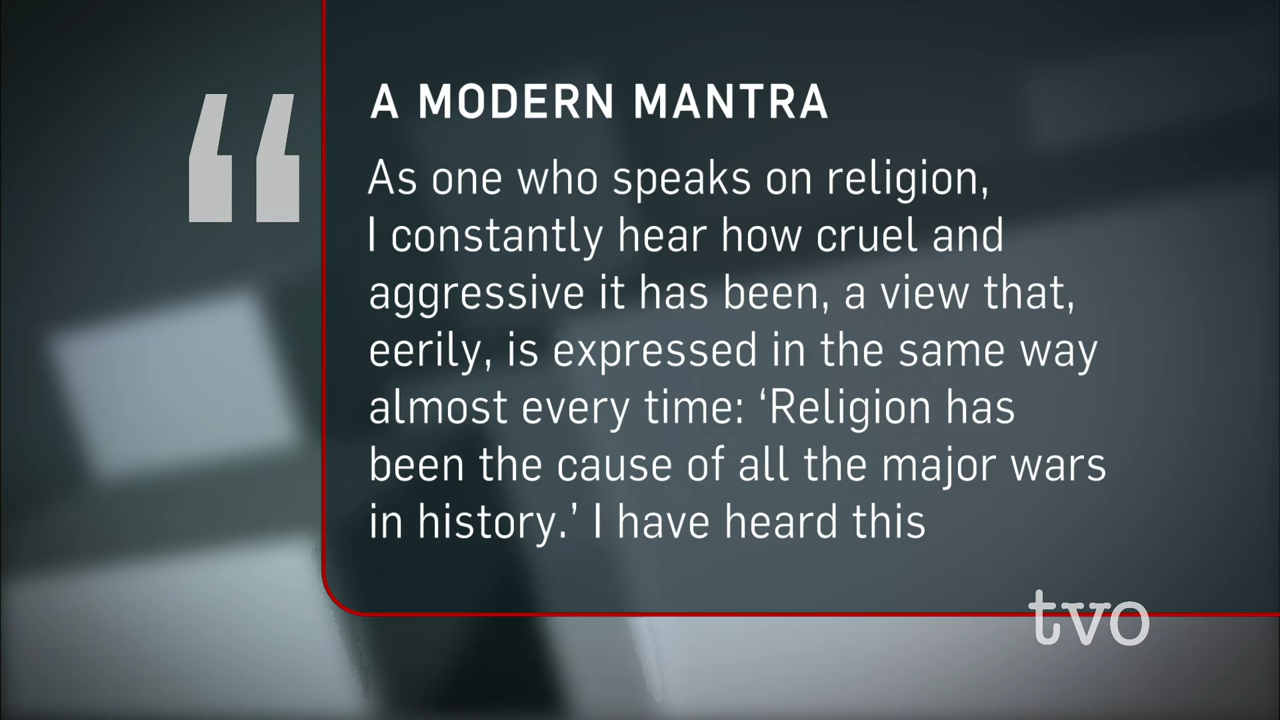 “
A MODERN MANTRA
As one who speaks on religion,
I constantly hear how cruel and
aggressive it has been, a view that,
eerily, is expressed in the same way
almost every time: ‘Religion has
been the cause of all the major wars
in history.’ I have heard this
tvo